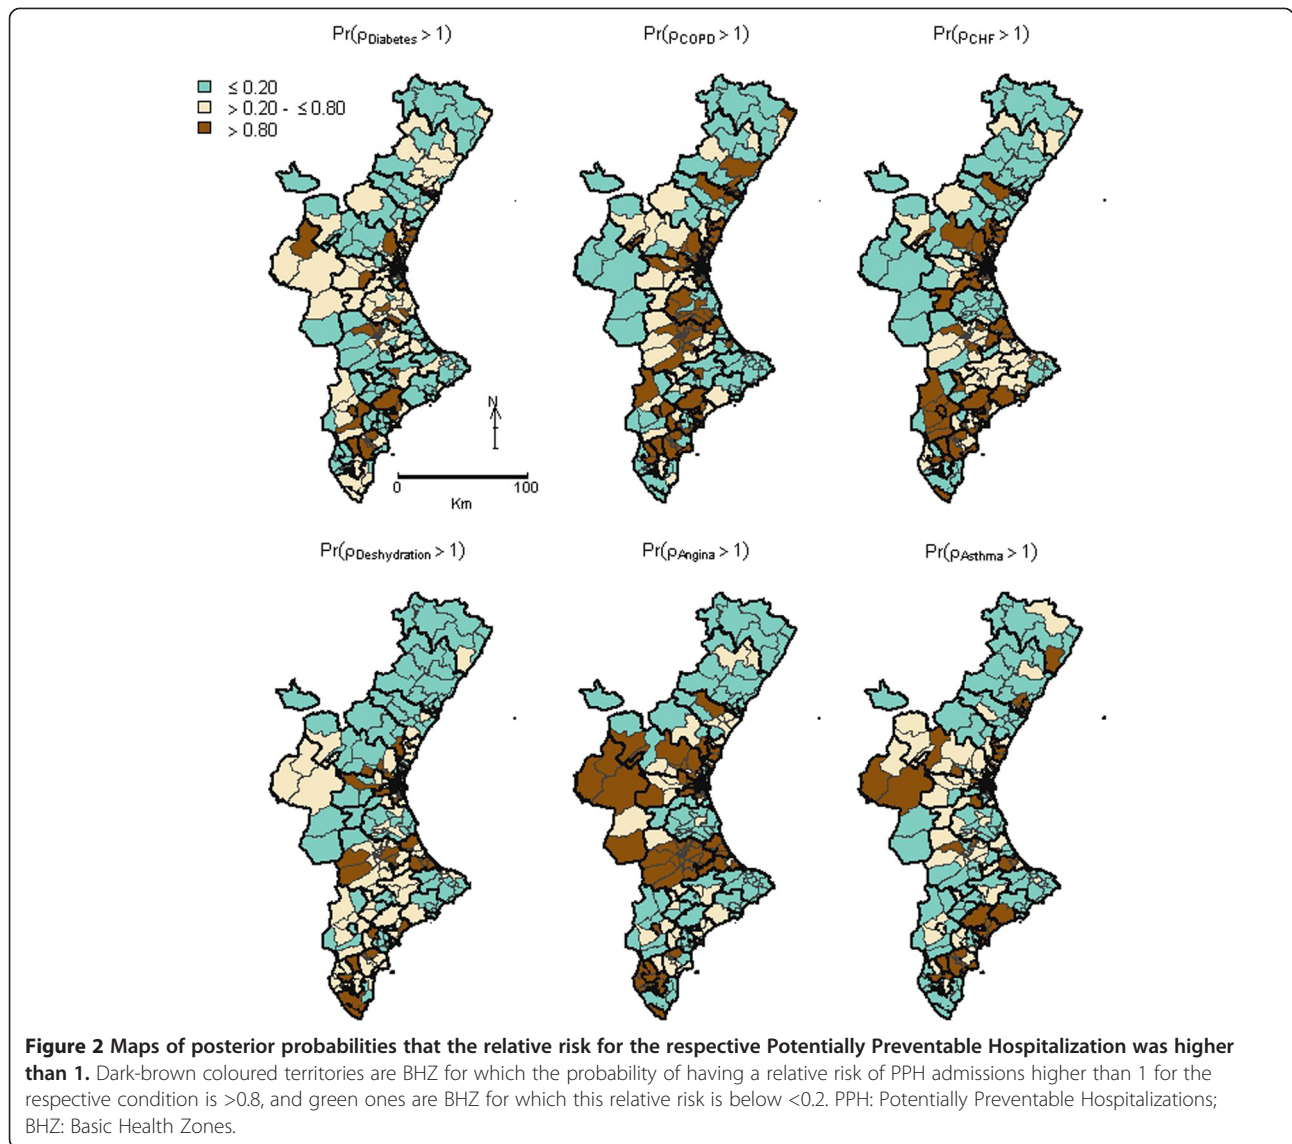 Pr(ρDiabetes > 1)
Pr(ρCOPD > 1)
Pr(ρCHF > 1)
≤ 0.20
> 0.20 - ≤ 0.80
> 0.80
N
0
100
Km
Pr(ρDeshydration > 1)
Pr(ρAngina > 1)
Pr(ρAsthma > 1)
Figure 2 Maps of posterior probabilities that the relative risk for the respective Potentially Preventable Hospitalization was higher
than 1. Dark-brown coloured territories are BHZ for which the probability of having a relative risk of PPH admissions higher than 1 for the
respective condition is >0.8, and green ones are BHZ for which this relative risk is below <0.2. PPH: Potentially Preventable Hospitalizations;
BHZ: Basic Health Zones.